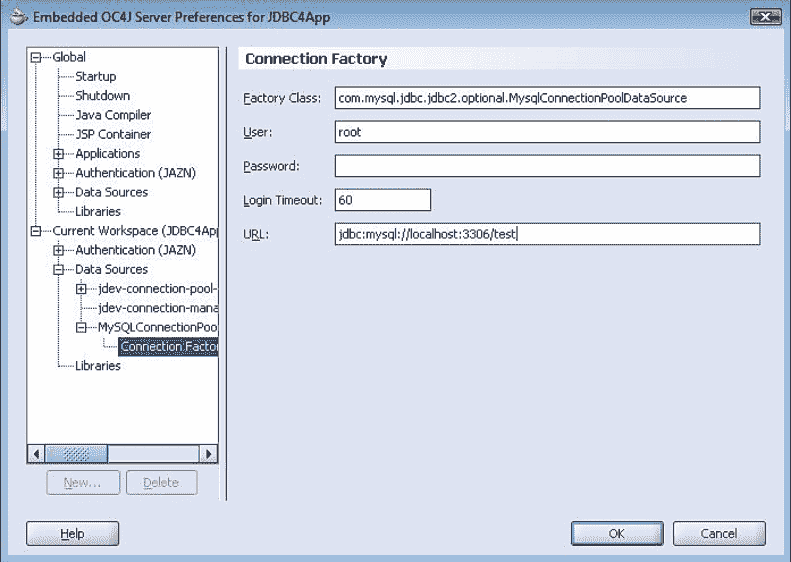 Embedded OC4J Server Preferences for JDBC4App
Global
Startup
Shutdown
Java Compiler
JSP Container
Applications
Authentication (JAZN)
Data Sources
Libraries
Current Workspace (JDBC4App
Authentication (JAZN)
Data Sources
jdev-connection-pool-
jdev-connection-mana
MySQLConnectionPoo
Connection Factor
Libraries
New...
Delete
Connection Factory
Factory Class: com.mysql.jdbc.jdbc2.optional.MysqlConnectionPoolDataSource
User: root
Password:
Login Timeout: 60
URL: jdbc:mysql://localhost:3306/test
Help
OK
Cancel